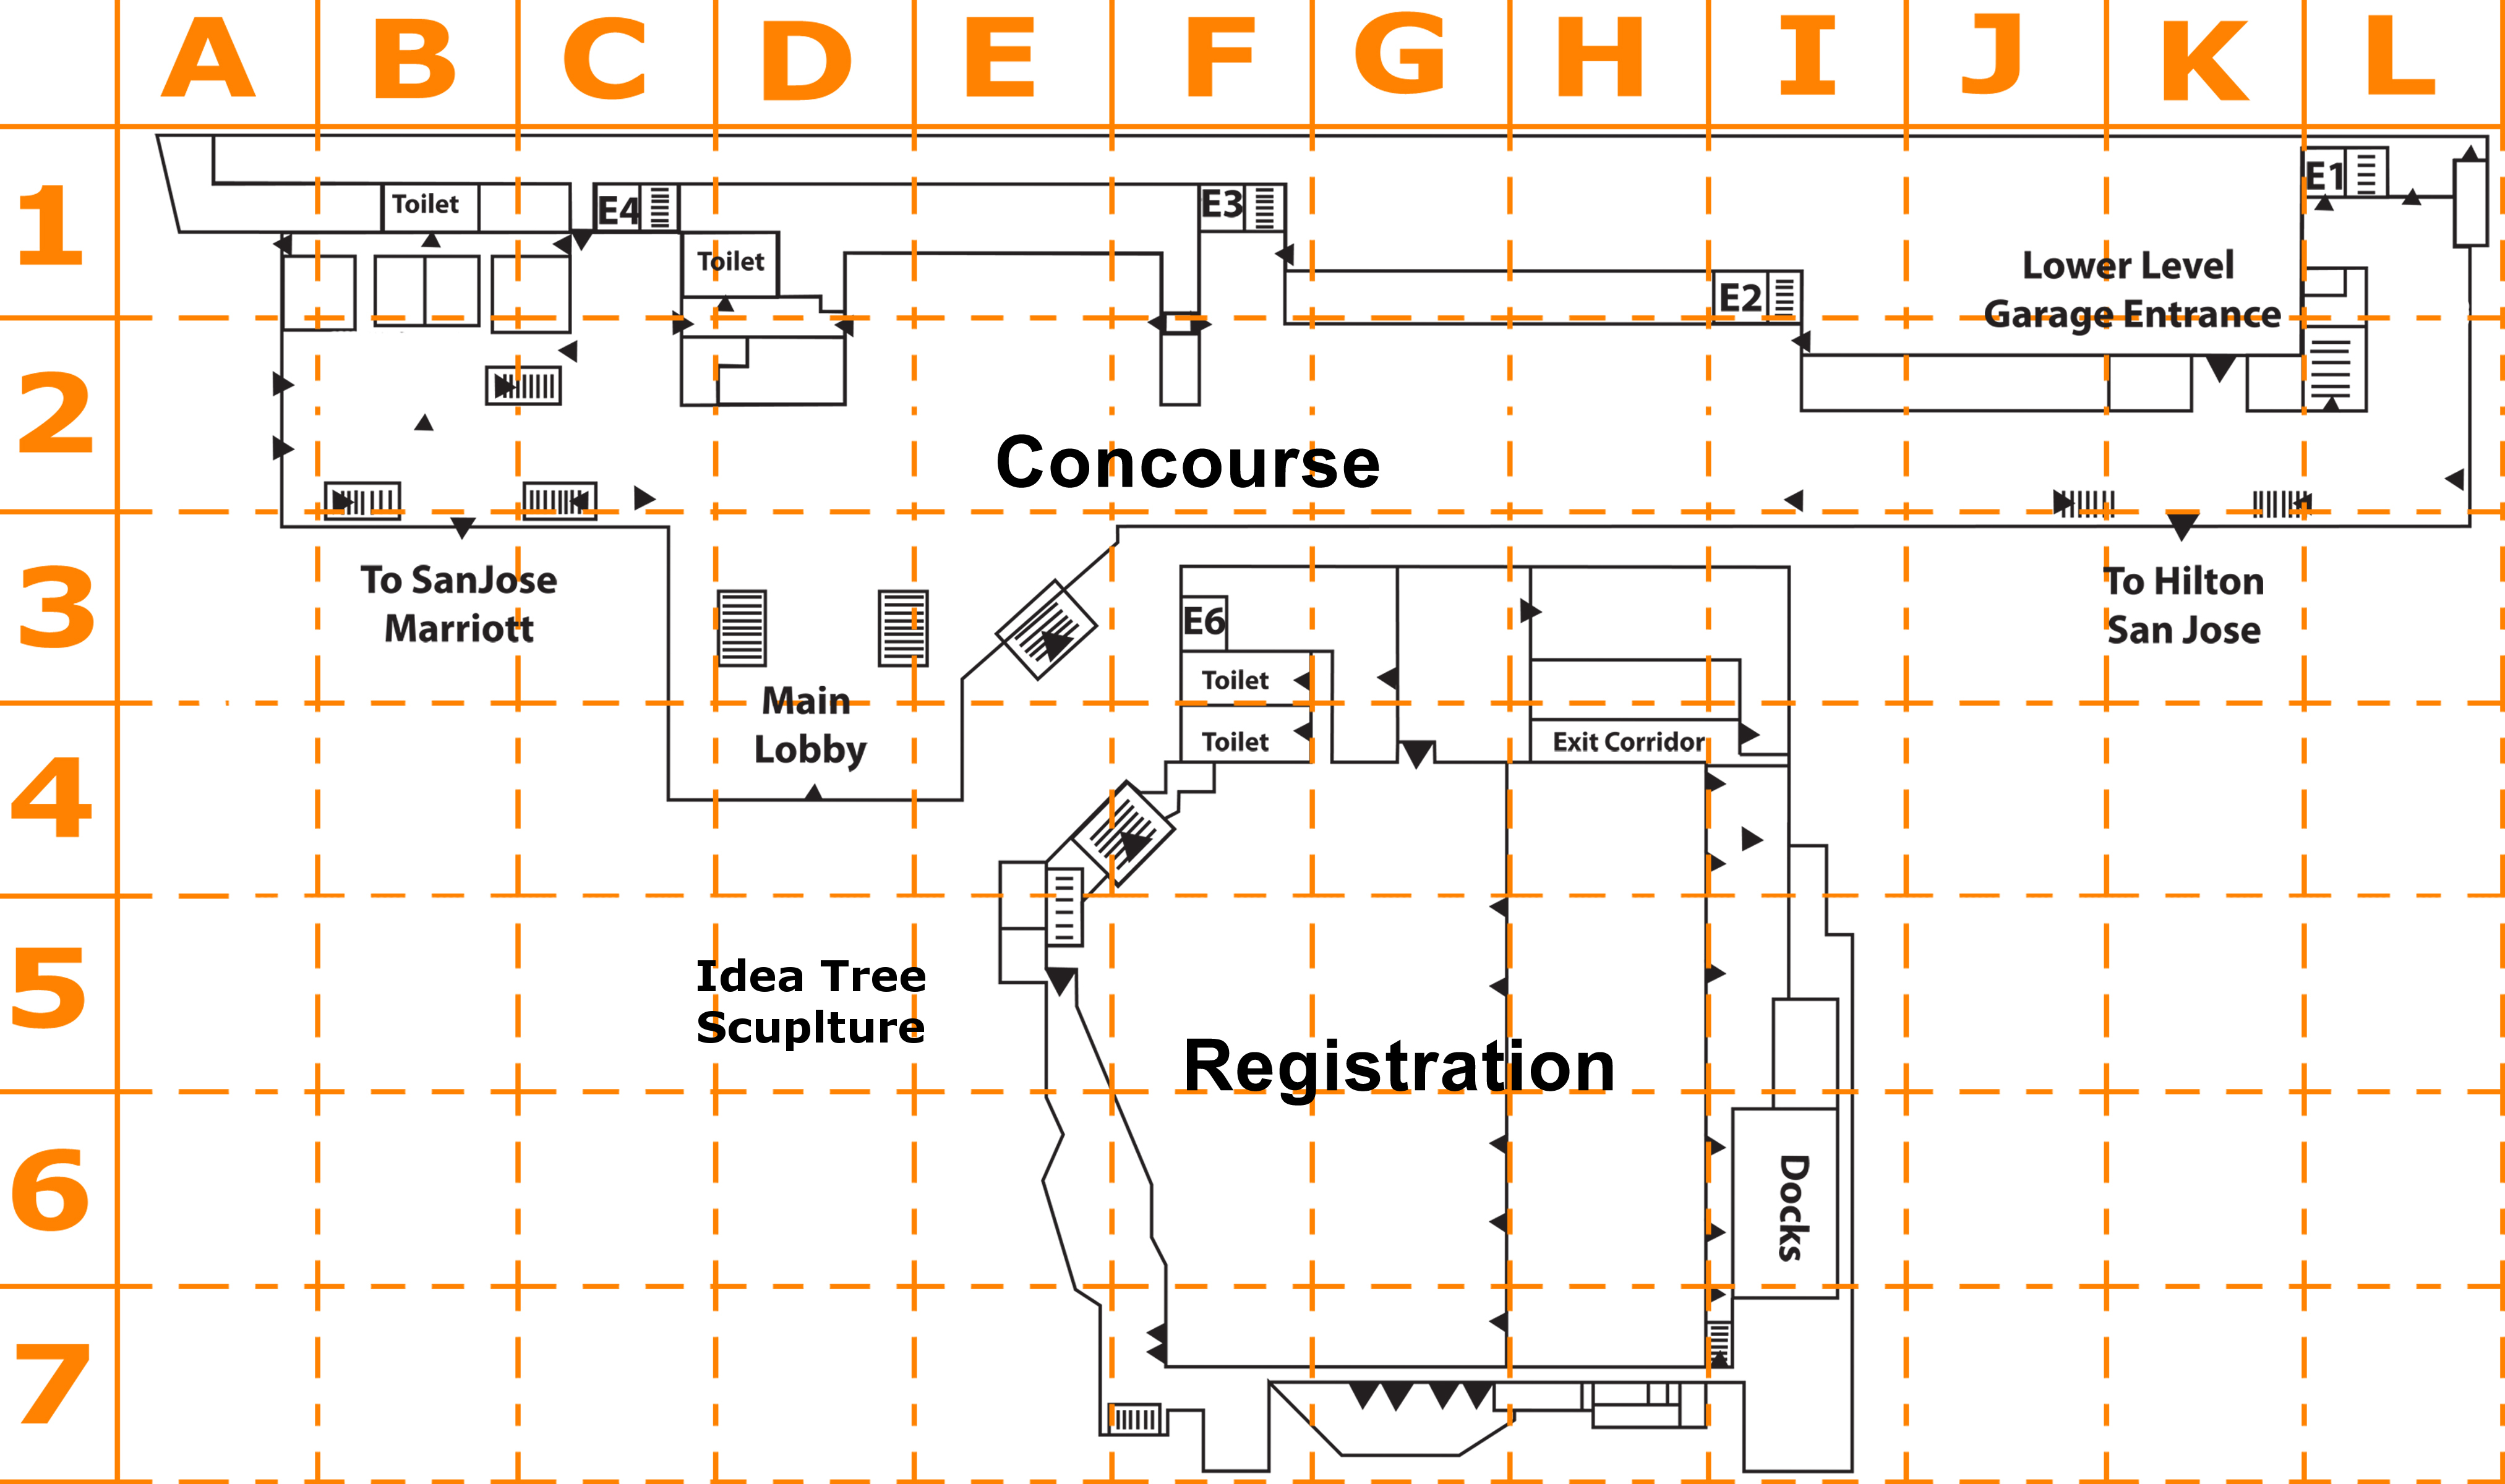 A B C D E F G H I J K L
1
E1
Toilet
E4
E3
Toilet
E2
Lower Level
Garage Entrance
2
Concourse
3
To SanJose
Marriott
To Hilton
San Jose
E6
Toilet
Main
Lobby
4
Toilet
Exit Corridor
5
Idea Tree
Scuplture
Registration
6
Docks
7